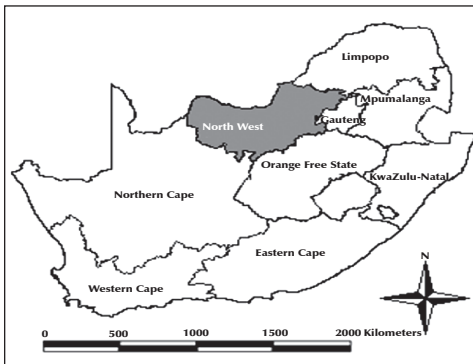 Limpopo
Mpumalanga
Gauteng
North West
Orange Free State
KwaZulu-Natal
Northern Cape
Eastern Cape
Western Cape
N
0 500 1000 1500 2000 Kilometers